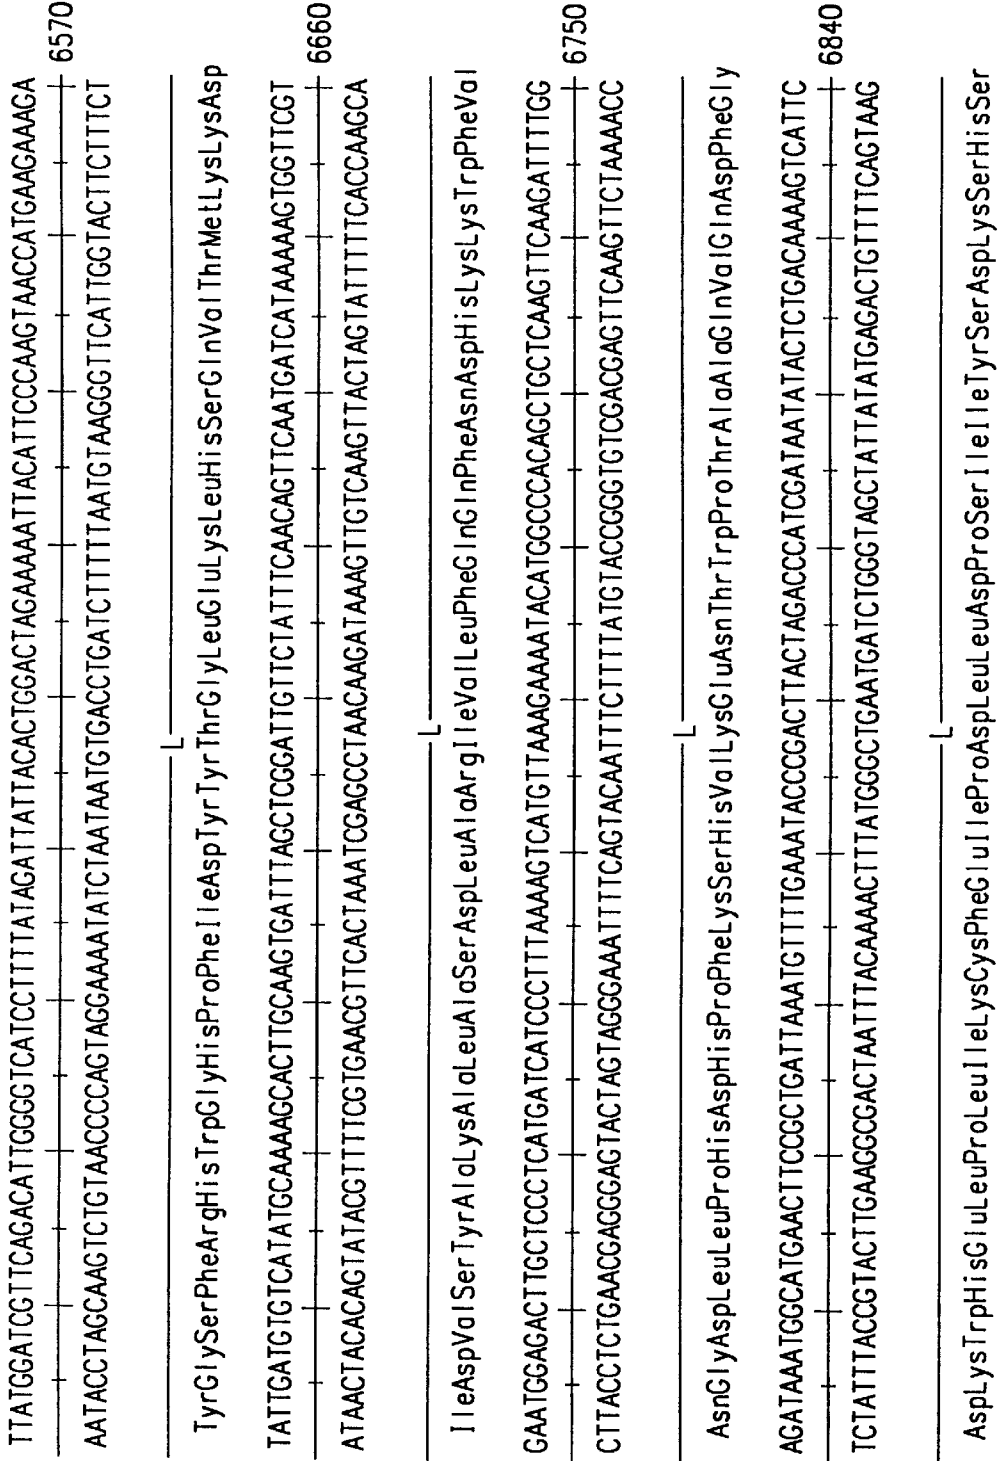 TTATGGATCGTTCAGACATTGGGGTCATCCTTTTATAGATTATTACACTGGACTAGAAAAATTACATTCCCAAGTAACCATGAAGAAAGA
6570
AATACCTAGCAAGTCTGTAACCCCAGTAGGAAAATATCTAATAATGTGACCTGATCTTTTTAATGTAAGGGTTCATTGGTACTTCTTTCT
L
TyrGlySerPheArgHisTrpGlyHisProPheIleAspTyrTyrThrGlyLeuGluLysLeuHisSerGlnValThrMetLysLysAsp
TATTGATGTGTCATATGCAAAAGCACTTGCAAGTGATTTAGCTCGGATTGTTCTATTTCAACAGTTCAATGATCATAAAAAGTGGTTCGT
6660
ATAACTACACAGTATACGTTTTCGTGAACGTTCACTAAATCGAGCCTAACAAGATAAAGTTGTCAAGTTACTAGTATTTTTCACCAAGCA
L
IleAspValSerTyrAlaLysAlaLeuAlaSerAspLeuAlaArgIleValLeuPheGlnGlnPheAsnAspHisLysLysTrpPheVal
GAATGGAGACTTGCTCCCTCATGATCATCCCTTTAAAAGTCATGTTAAAGAAAATACATGGCCCACAGCTGCTCAAGTTCAAGATTTTGG
6750
CTTACCTCTGAACGAGGGAGTACTAGTAGGGAAATTTTCAGTACAATTTCTTTTATGTACCGGGTGTCGACGAGTTCAAGTTCTAAAACC
L
AsnGlyAspLeuLeuProHisAspHisProPheLysSerHisValLysGluAsnThrTrpProThrAlaAlaGlnValGlnAspPheGly
AGATAAATGGCATGAACTTCCGCTGATTAAATGTTTTGAAATACCCGACTTACTAGACCCATCGATAATATACTCTGACAAAAGTCATTC
6840
TCTATTTACCGTACTTGAAGGCGACTAATTTACAAAACTTTATGGGCTGAATGATCTGGGTAGCTATTATATGAGACTGTTTTCAGTAAG
L
AspLysTrpHisGluLeuProLeuIleLysCysPheGluIleProAspLeuLeuAspProSerIleIleTyrSerAspLysSerHisSer